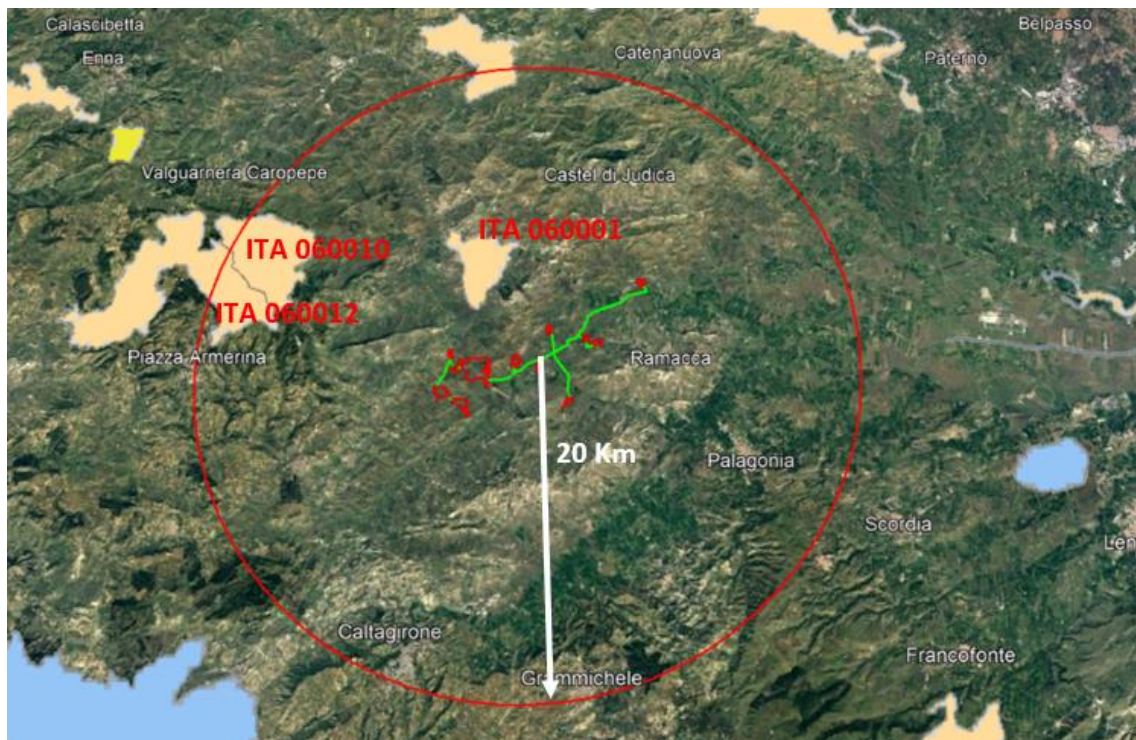 Calascibetta
Belpasso
Enna
Catenanuova
Paternò
Valguarnera Caropepe
Castel di Judica
ITA 060001
ITA 060010
ITA 060012
Piazza Armerina
Ramacca
20 Km
Palagonia
Scordia
Len
Caltagirone
Francofonte
Grammichele